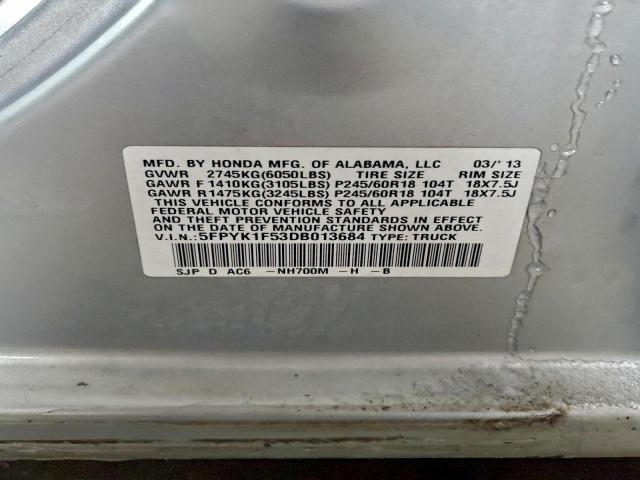 MFD. BY HONDA MFG. OF ALABAMA, LLC 03/'13
GVWR 2745KG(6050LBS) TIRE SIZE RIM SIZE
GAWR F 1410KG(3105LBS) P245/60R18 104T 18X7.5J
GAWR R1475KG(3245LBS) P245/60R18 104T 18X7.5J
THIS VEHICLE CONFORMS TO ALL APPLICABLE
FEDERAL MOTOR VEHICLE SAFETY
AND THEFT PREVENTION STANDARDS IN EFFECT
ON THE DATE OF MANUFACTURE SHOWN ABOVE.
V.I.N.: 5FPYK1F53DB013684 TYPE: TRUCK
SJP D AC6 -NH700M -H -B